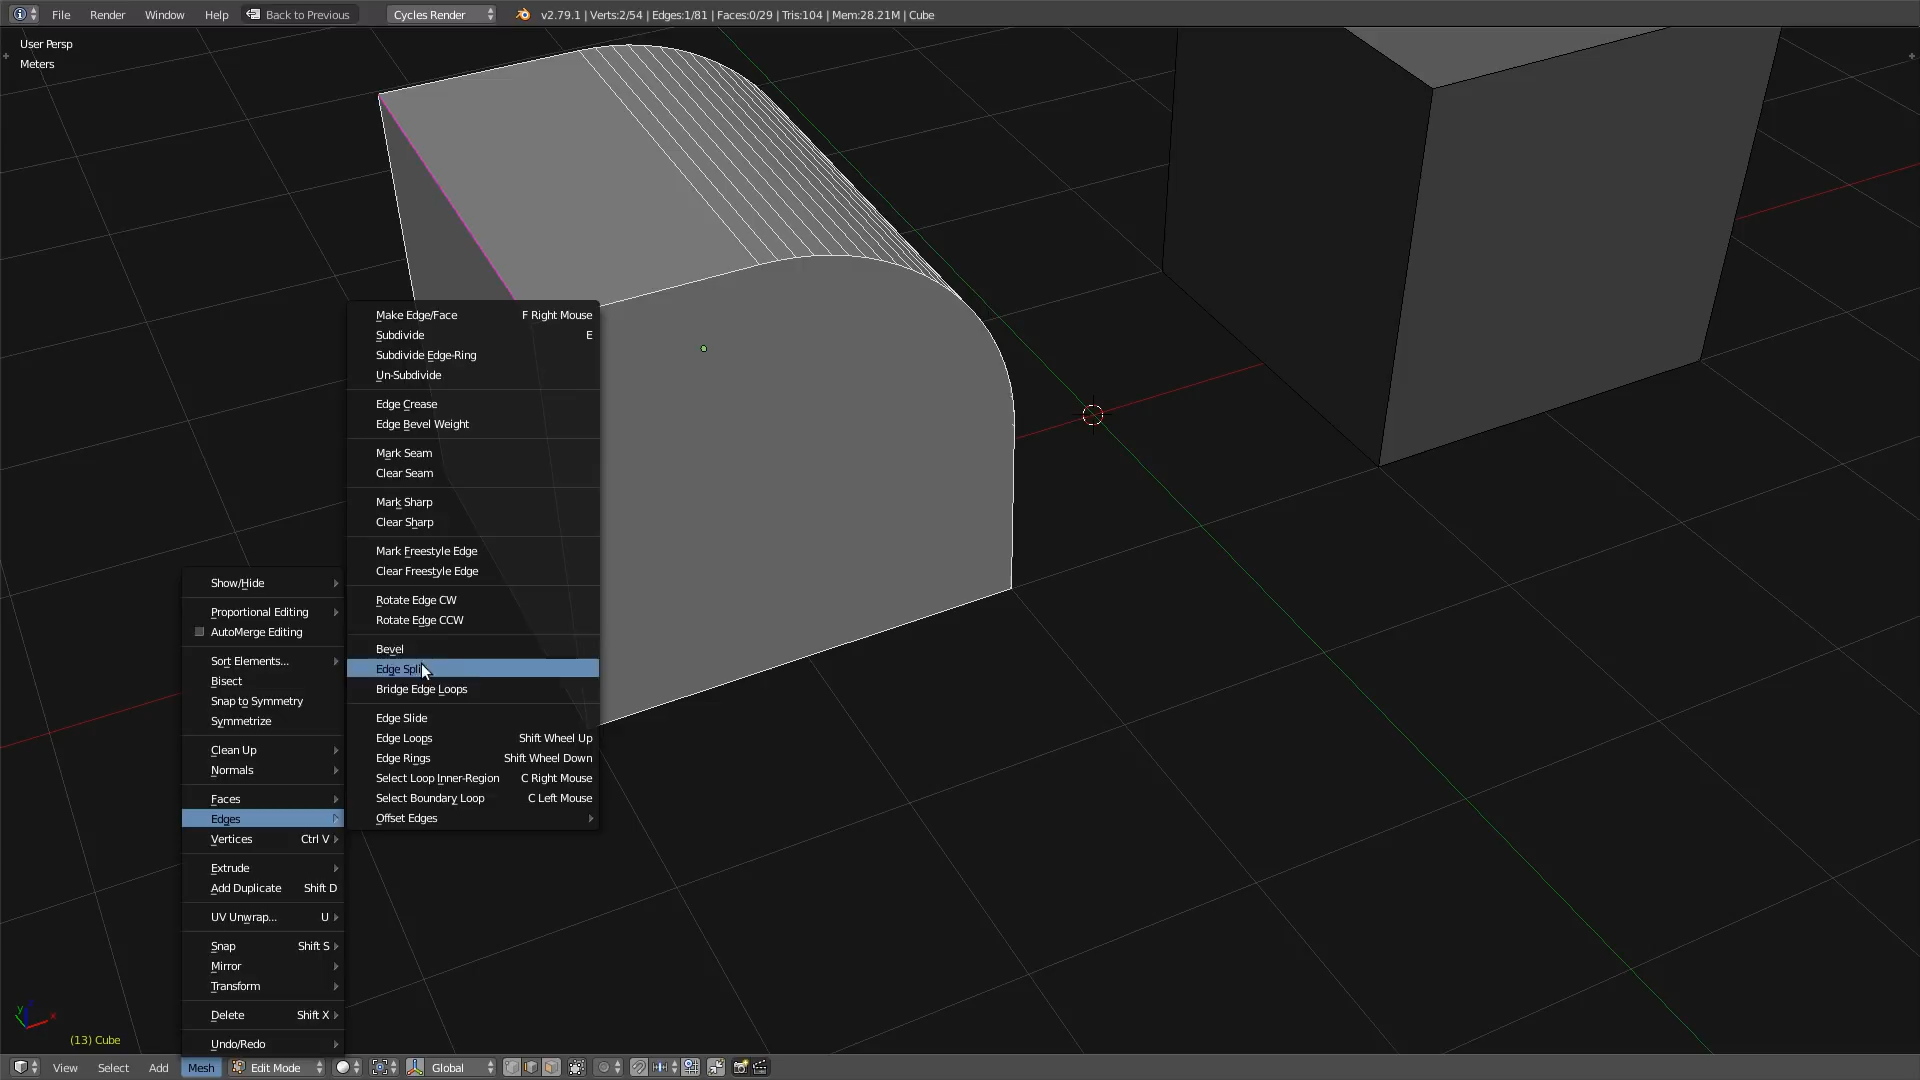 File Render Window Help Back to Previous Cycles Render v2.79.1 | Verts:2/54 | Edges:1/81 | Faces:0/29 | Tris:104 | Mem:28.21M | Cube
User Persp
Meters
Make Edge/Face F Right Mouse
Subdivide E
Subdivide Edge-Ring
Un-Subdivide
Edge Crease
Edge Bevel Weight
Mark Seam
Clear Seam
Mark Sharp
Clear Sharp
Mark Freestyle Edge
Clear Freestyle Edge
Rotate Edge CW
Rotate Edge CCW
Bevel
Edge Split
Bridge Edge Loops
Edge Slide
Edge Loops Shift Wheel Up
Edge Rings Shift Wheel Down
Select Loop Inner-Region C Right Mouse
Select Boundary Loop C Left Mouse
Offset Edges
Show/Hide
Proportional Editing
AutoMerge Editing
Sort Elements...
Bisect
Snap to Symmetry
Symmetrize
Clean Up
Normals
Faces
Edges
Vertices Ctrl V
Extrude
Add Duplicate Shift D
UV Unwrap... U
Snap Shift S
Mirror
Transform
Delete Shift X
Undo/Redo
y x
(13) Cube
View Select Add Mesh Edit Mode Global